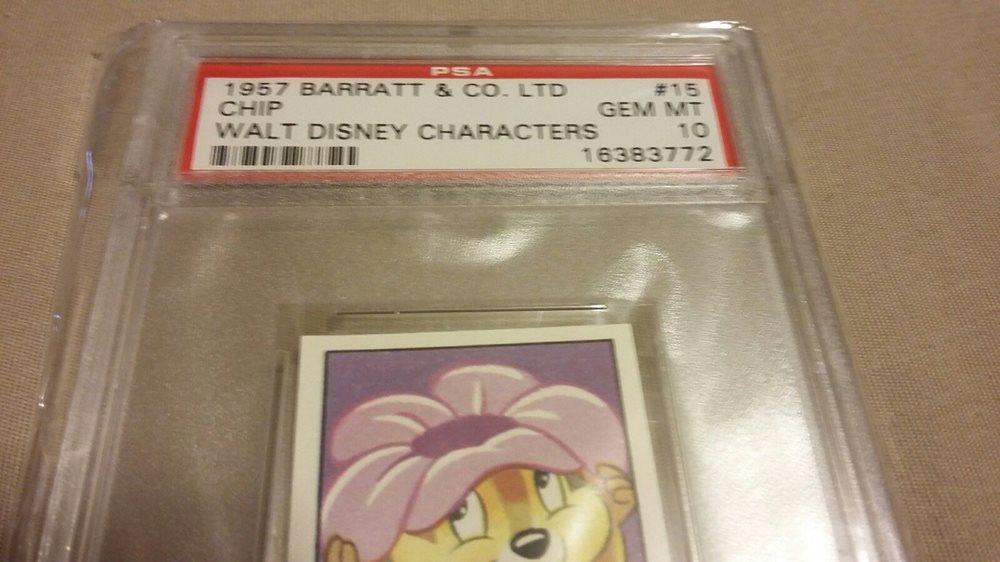 PSA
1957 BARRATT & CO. LTD #15
CHIP GEM MT
WALT DISNEY CHARACTERS 10
16383772